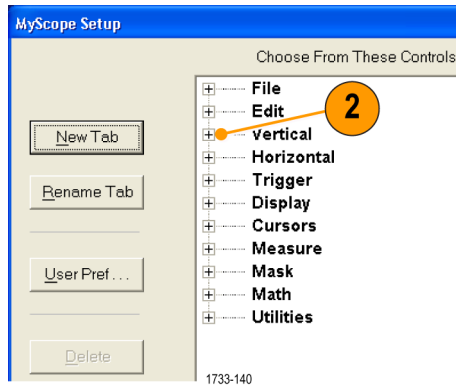 MyScope Setup
Choose From These Controls
File
Edit
2
Vertical
Horizontal
Trigger
Display
Cursors
Measure
Mask
Math
Utilities
New Tab
Rename Tab
User Pref...
Delete
1733-140